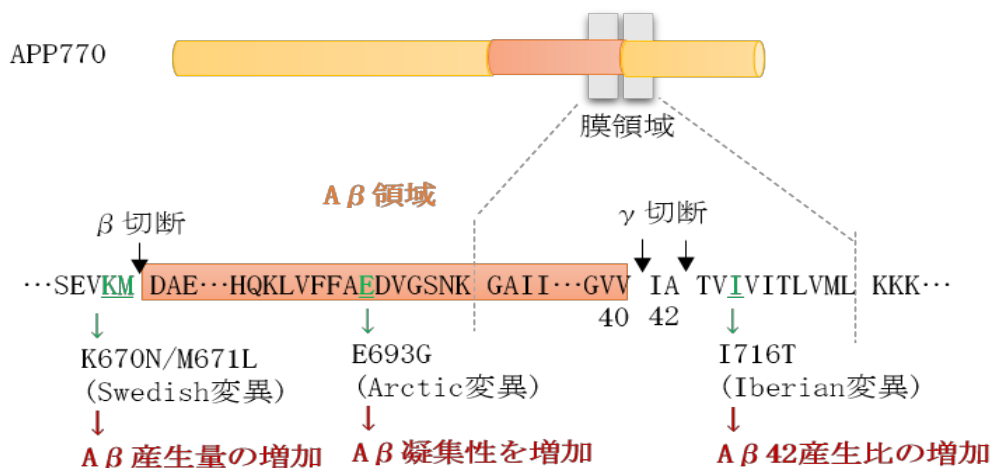 APP770
膜領域
Aβ領域
β切断
γ切断
…SEVKM DAE…HQKLVFFAEDVGSNK GAII…GVV IA TVIVITLVML KKK…
40 42
↓ ↓ ↓
K670N/M671L E693G I716T
(Swedish変異) (Arctic変異) (Iberian変異)
↓ ↓ ↓
Aβ産生量の増加 Aβ凝集性を増加 Aβ42産生比の増加